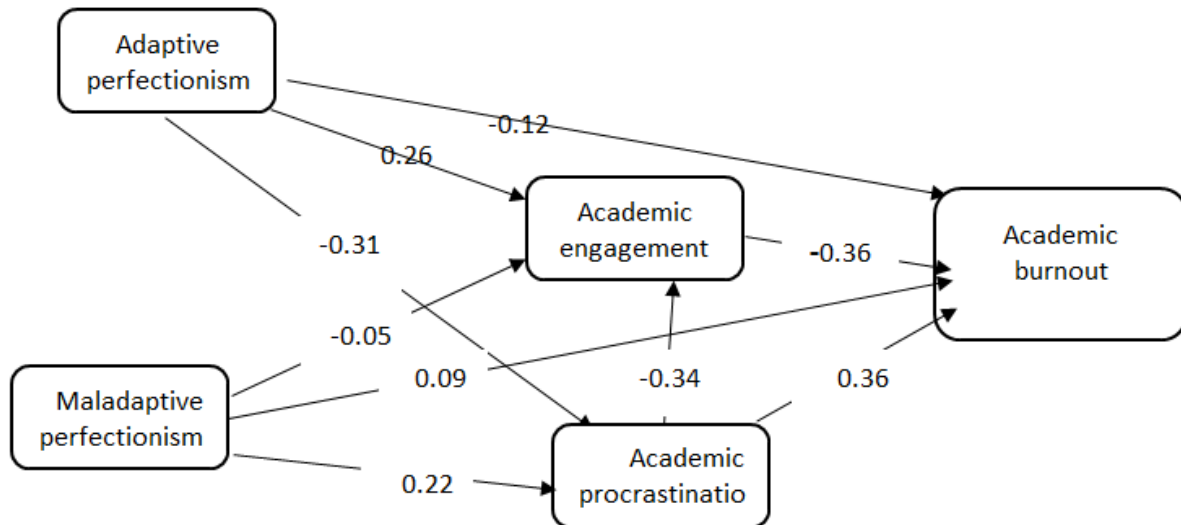 Adaptive
perfectionism
-0.12
0.26
Academic
engagement
-0.31
-0.36
Academic
burnout
-0.05
0.09
-0.34
0.36
Maladaptive
perfectionism
0.22
Academic
procrastinatio